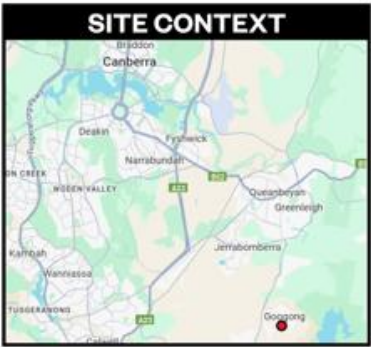 SITE CONTEXT
Braddon
Canberra
Deakin
Fyshwick
Narrabundah
ON CREEK
WODEN VALLEY
A23
B52
Queanbeyan
Greenleigh
Jerrabomberra
Kambah
Wanniassa
Googong
TUGGERANONG
A23